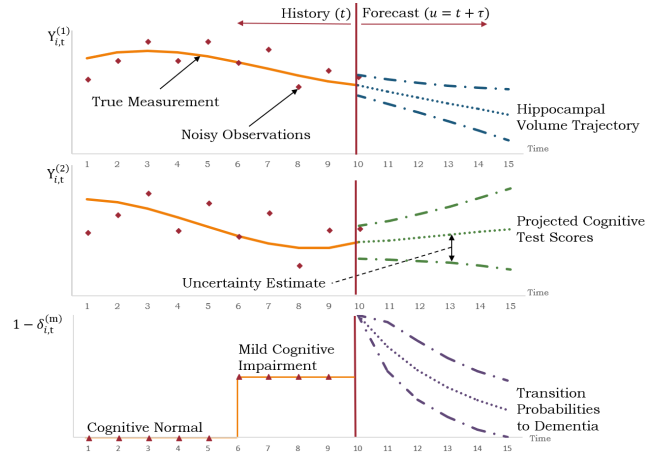 History (t) Forecast (u = t + τ)
Y_{i,t}^{(1)}
True Measurement
Noisy Observations
Hippocampal
Volume Trajectory
Time
1 2 3 4 5 6 7 8 9 10 11 12 13 14 15
Y_{i,t}^{(2)}
Projected Cognitive
Test Scores
Uncertainty Estimate
Time
1 2 3 4 5 6 7 8 9 10 11 12 13 14 15
1 − δ_{i,t}^{(m)}
Mild Cognitive
Impairment
Cognitive Normal
Transition
Probabilities
to Dementia
Time
1 2 3 4 5 6 7 8 9 10 11 12 13 14 15